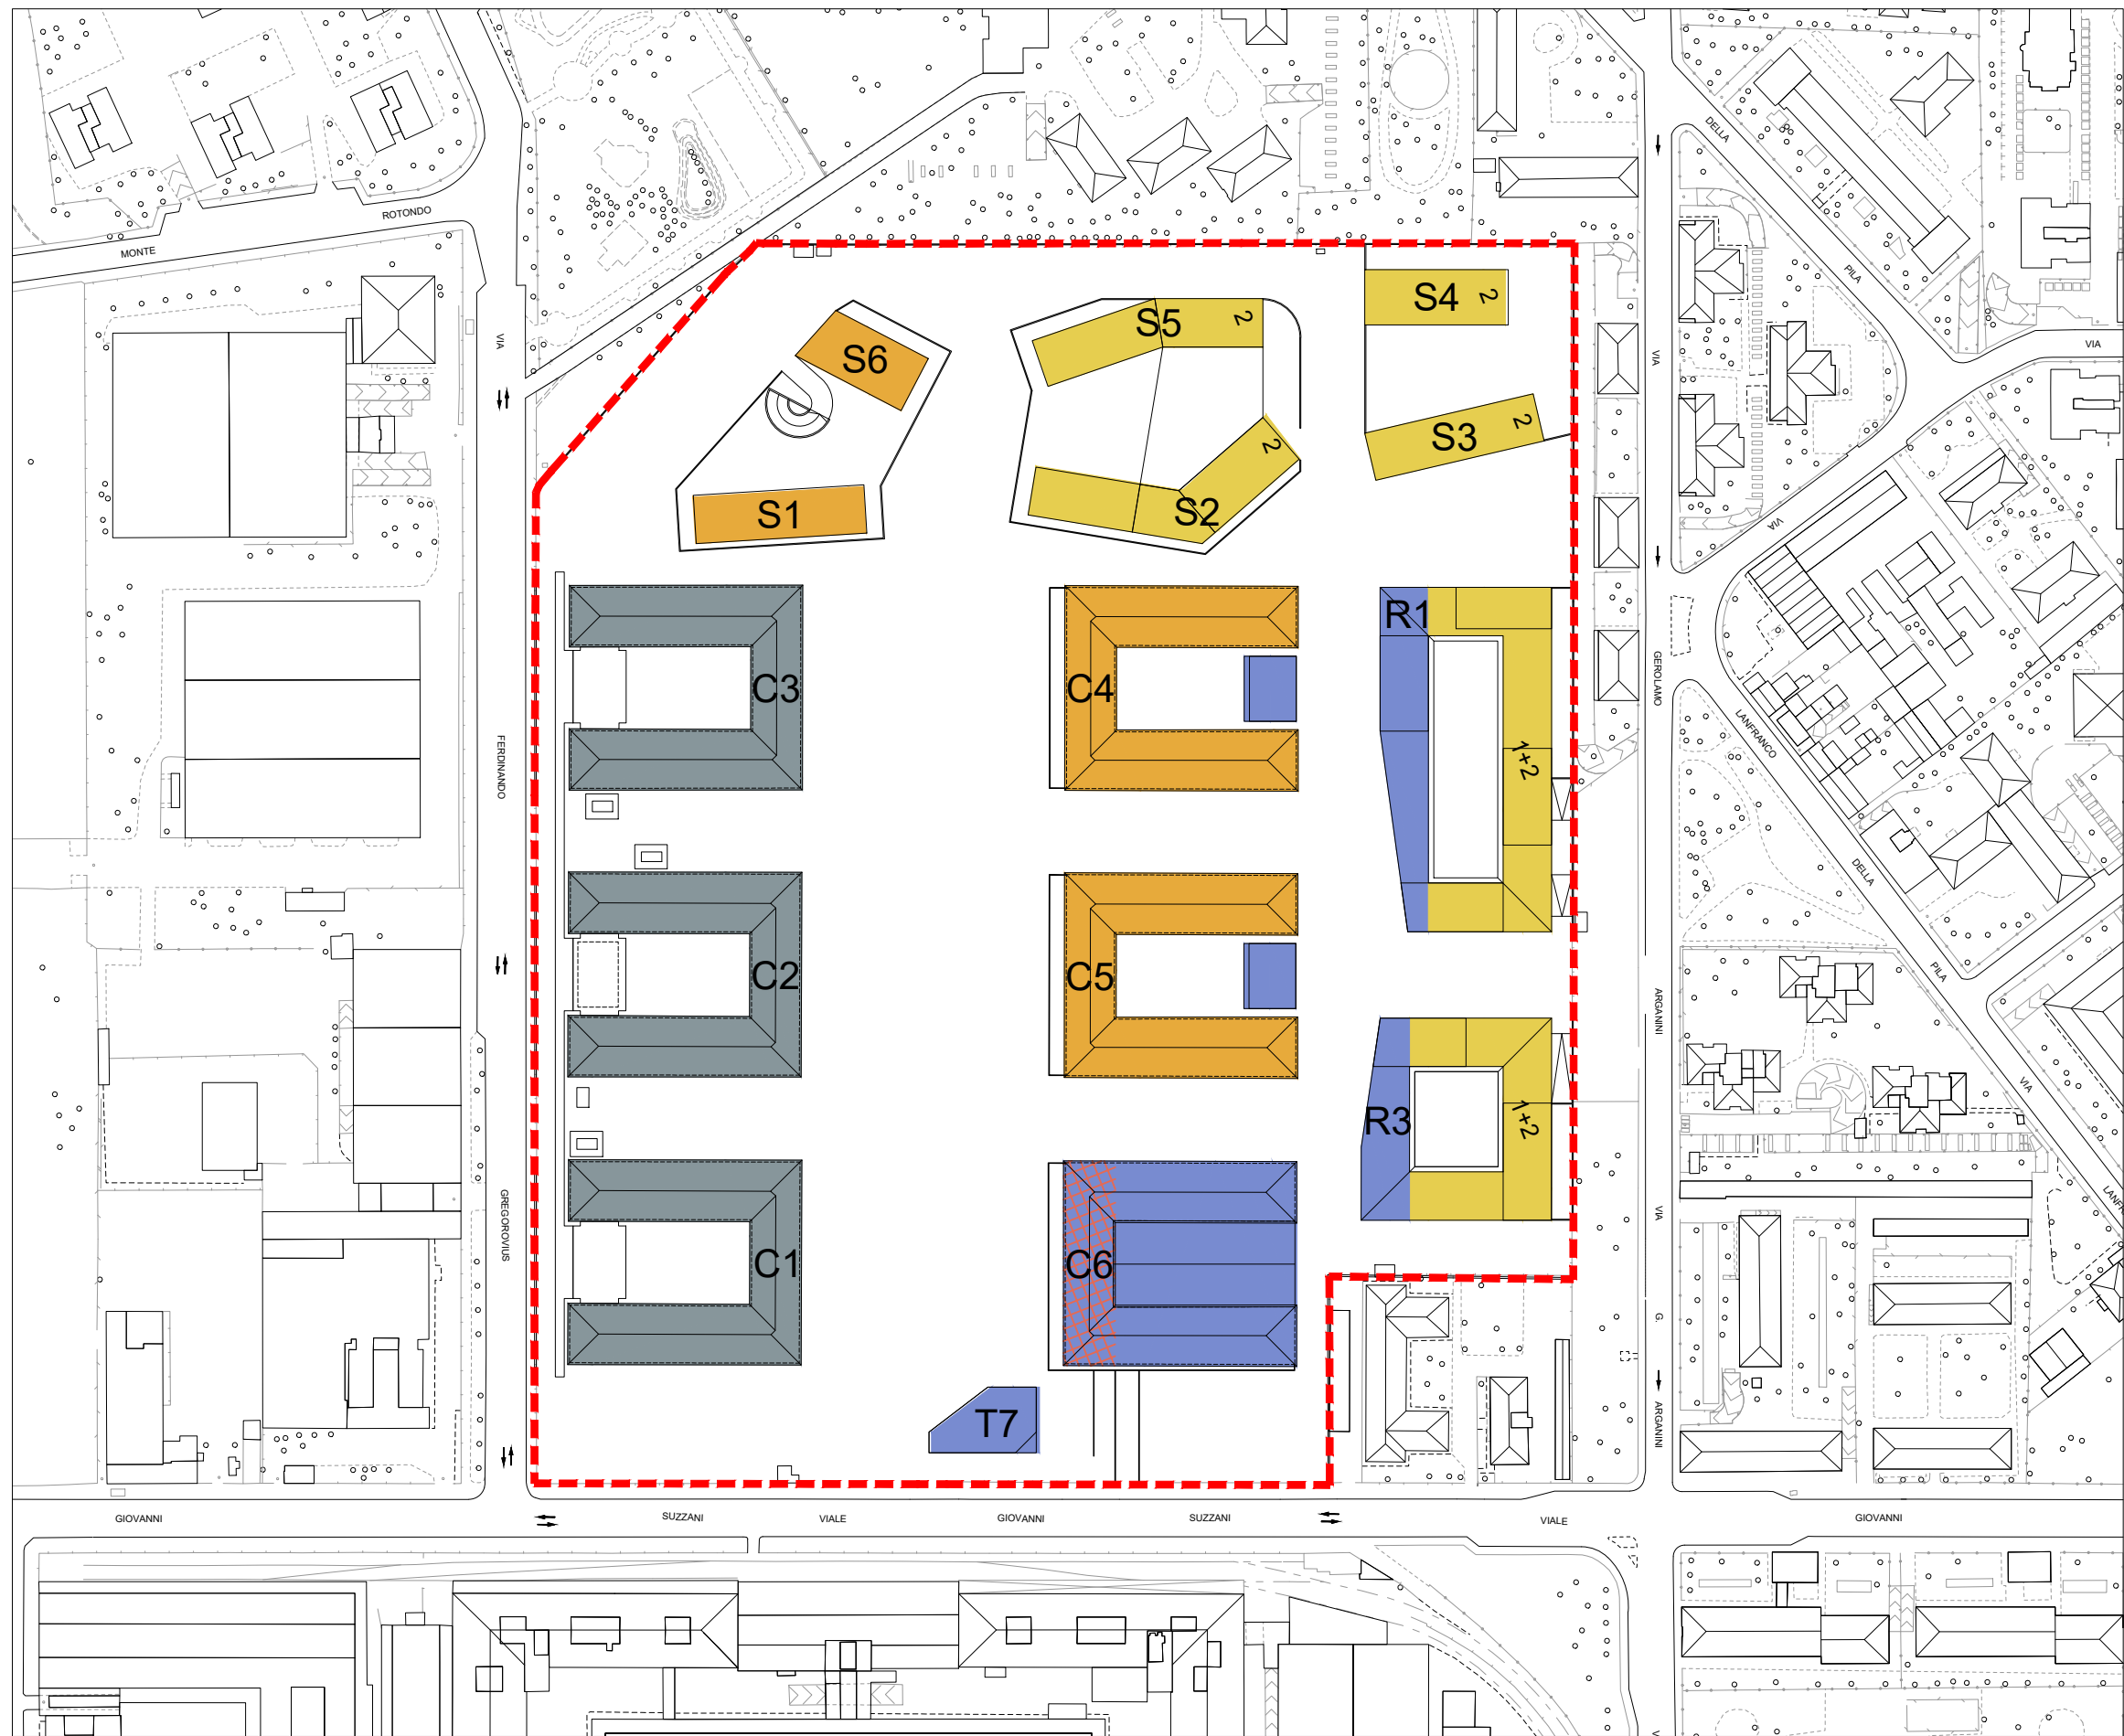 DELLA
ROTONDO
MONTE
PILA
VIA
VIA
VIA
S4
2
S5
2
S6
S3
2
2
S1
S2
VIA
R1
GEROLAMO
C3
C4
LANFRANCO
FERDINANDO
1+2
DELLA
C2
C5
PILA
ARGANINI
VIA
R3
1+2
LANFR
GREGOROVIUS
VIA
C1
C6
G.
T7
ARGANINI
GIOVANNI
SUZZANI
VIALE
GIOVANNI
SUZZANI
VIALE
GIOVANNI